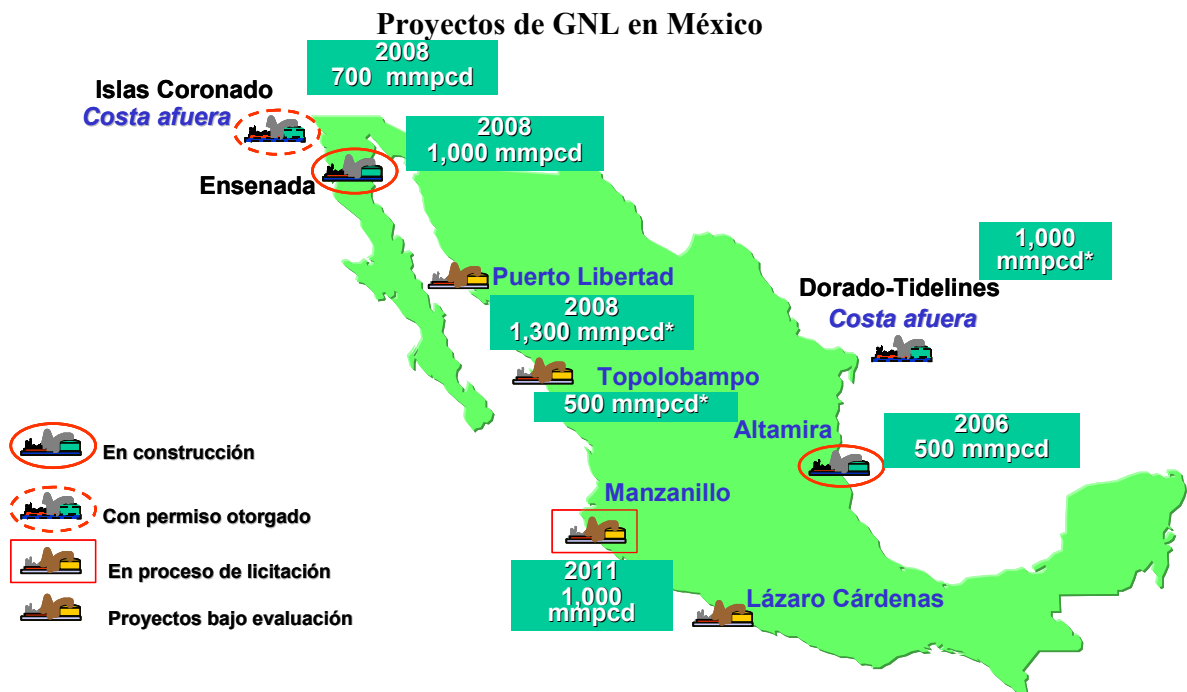 Proyectos de GNL en México
2008
700 mmpcd
Islas Coronado
Costa afuera
2008
1,000 mmpcd
Ensenada
1,000
mmpcd*
Puerto Libertad
Dorado-Tidelines
Costa afuera
2008
1,300 mmpcd*
Topolobampo
500 mmpcd*
Altamira
2006
500 mmpcd
En construcción
Manzanillo
Con permiso otorgado
2011
1,000
mmpcd
En proceso de licitación
Lázaro Cárdenas
Proyectos bajo evaluación